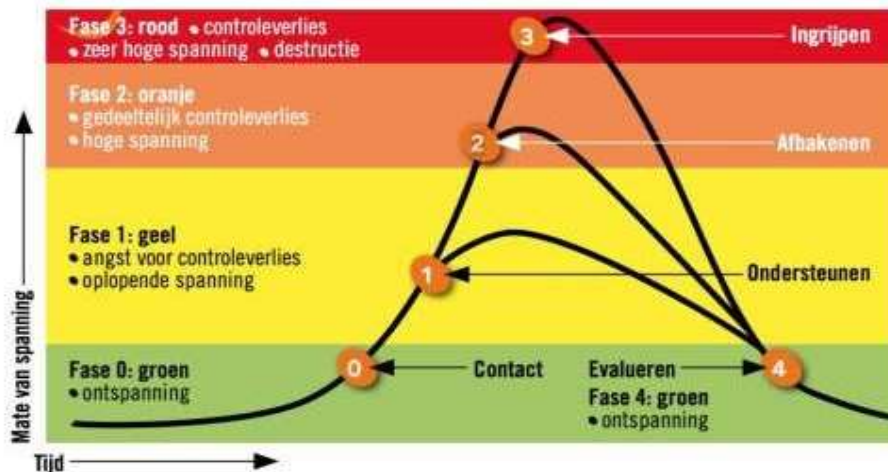 Fase 3: rood • controleverlies
• zeer hoge spanning • destructie
3
Ingrijpen
Fase 2: oranje
• gedeeltelijk controleverlies
• hoge spanning
2
Afbakenen
Fase 1: geel
• angst voor controleverlies
• oplopende spanning
1
Ondersteunen
Fase 0: groen
• ontspanning
0
Contact
Evalueren
4
Fase 4: groen
• ontspanning
Mate van spanning
Tijd